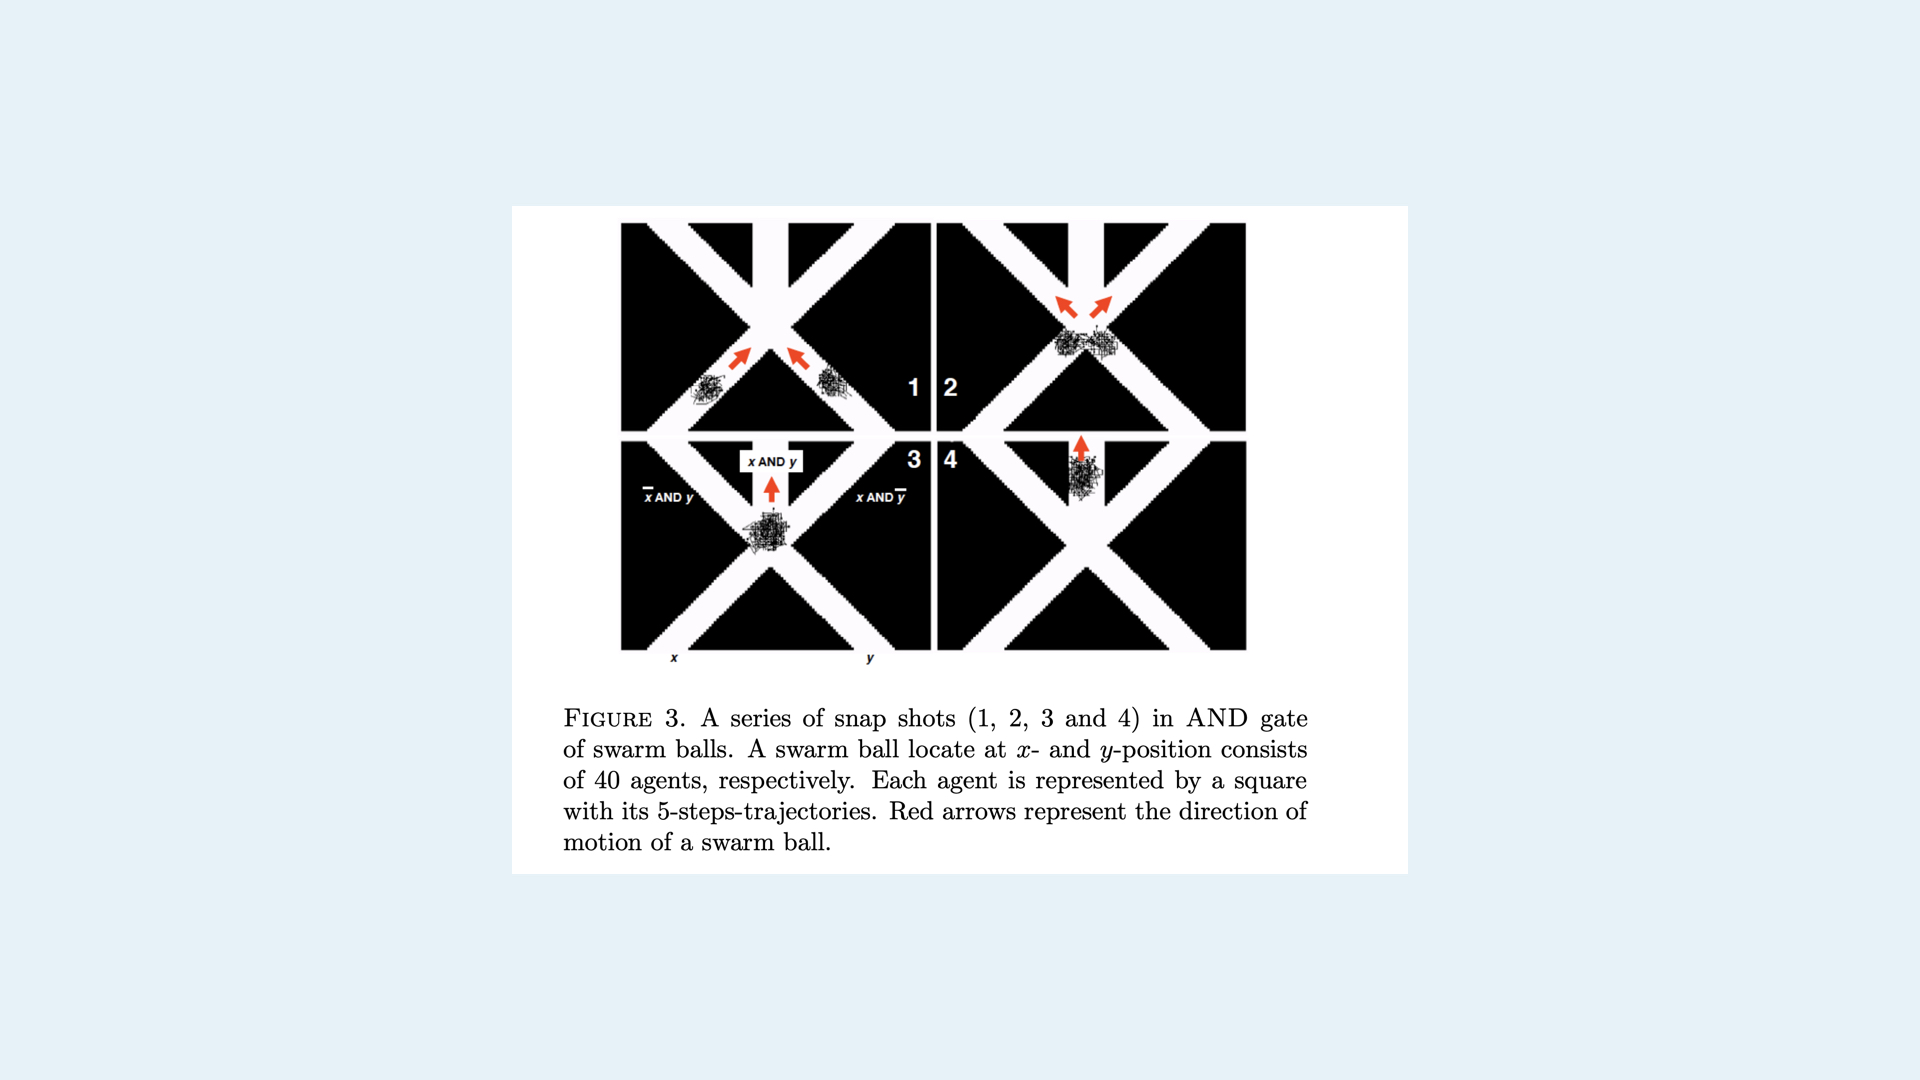 1
2
3
4
x AND y
x̅ AND y
x AND y̅
x
y
FIGURE 3. A series of snap shots (1, 2, 3 and 4) in AND gate
of swarm balls. A swarm ball locate at x- and y-position consists
of 40 agents, respectively. Each agent is represented by a square
with its 5-steps-trajectories. Red arrows represent the direction of
motion of a swarm ball.